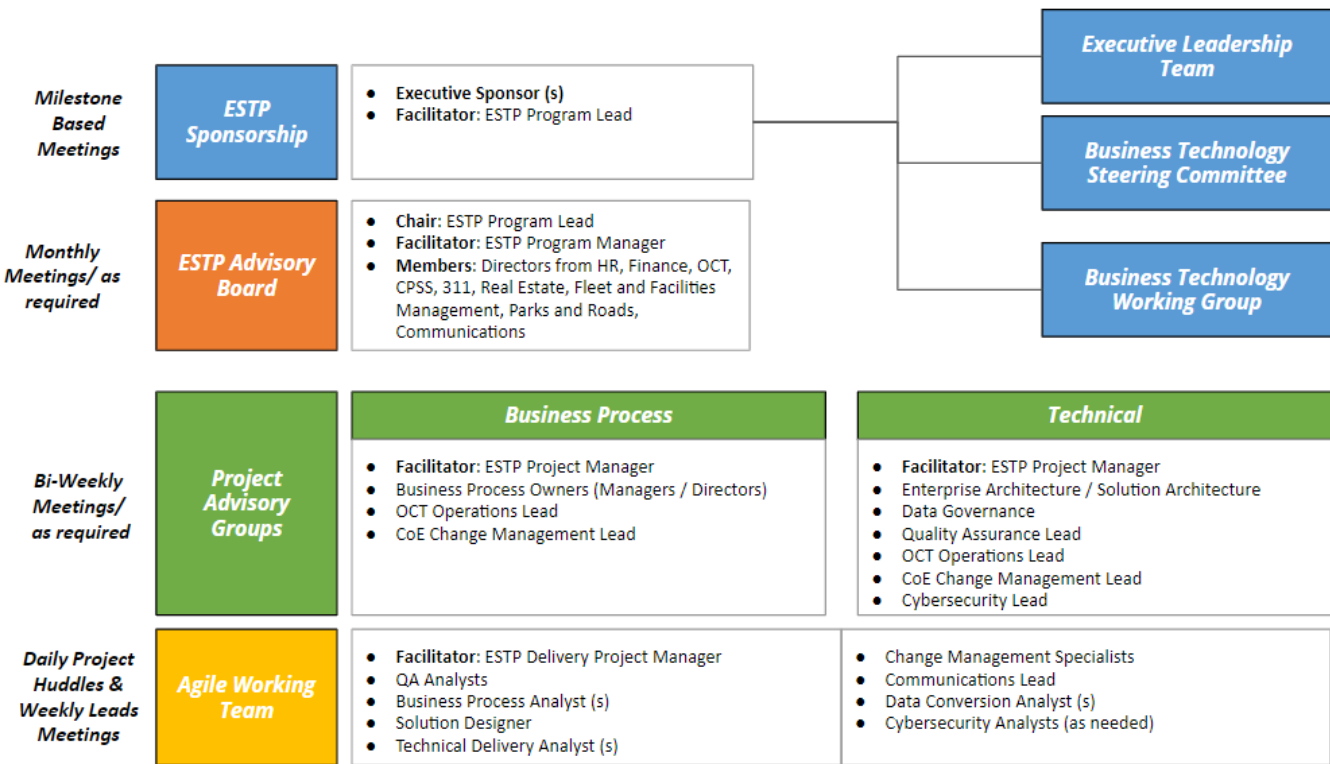 Milestone
Based
Meetings
ESTP
Sponsorship
● Executive Sponsor (s)
● Facilitator: ESTP Program Lead
Executive Leadership
Team
Business Technology
Steering Committee
Business Technology
Working Group
Monthly
Meetings/ as
required
ESTP Advisory
Board
● Chair: ESTP Program Lead
● Facilitator: ESTP Program Manager
● Members: Directors from HR, Finance, OCT,
CPSS, 311, Real Estate, Fleet and Facilities
Management, Parks and Roads,
Communications
Bi-Weekly
Meetings/
as required
Project
Advisory
Groups
Business Process
● Facilitator: ESTP Project Manager
● Business Process Owners (Managers / Directors)
● OCT Operations Lead
● CoE Change Management Lead
Technical
● Facilitator: ESTP Project Manager
● Enterprise Architecture / Solution Architecture
● Data Governance
● Quality Assurance Lead
● OCT Operations Lead
● CoE Change Management Lead
● Cybersecurity Lead
Daily Project
Huddles &
Weekly Leads
Meetings
Agile Working
Team
● Facilitator: ESTP Delivery Project Manager
● QA Analysts
● Business Process Analyst (s)
● Solution Designer
● Technical Delivery Analyst (s)
● Change Management Specialists
● Communications Lead
● Data Conversion Analyst (s)
● Cybersecurity Analysts (as needed)